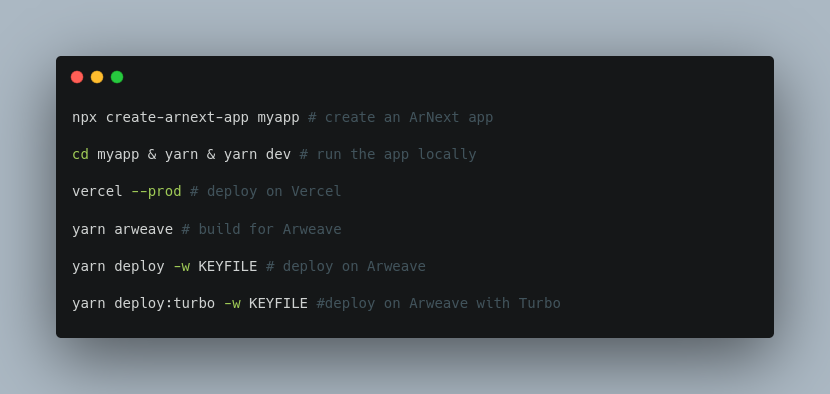 npx create-arnext-app myapp # create an ArNext app
cd myapp & yarn & yarn dev # run the app locally
vercel --prod # deploy on Vercel
yarn arweave # build for Arweave
yarn deploy -w KEYFILE # deploy on Arweave
yarn deploy:turbo -w KEYFILE #deploy on Arweave with Turbo